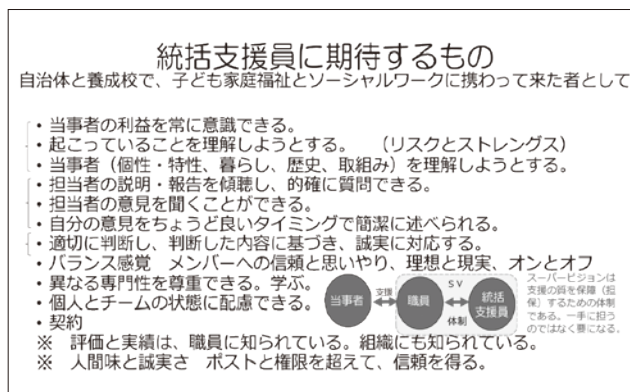 統括支援員に期待するもの
自治体と養成校で、子ども家庭福祉とソーシャルワークに携わって来た者として
・当事者の利益を常に意識できる。
・起こっていることを理解しようとする。　（リスクとストレングス）
・当事者（個性・特性、暮らし、歴史、取組み）を理解しようとする。
・担当者の説明・報告を傾聴し、的確に質問できる。
・担当者の意見を聞くことができる。
・自分の意見をちょうど良いタイミングで簡潔に述べられる。
・適切に判断し、判断した内容に基づき、誠実に対応する。
・バランス感覚　メンバーへの信頼と思いやり、理想と現実、オンとオフ
・異なる専門性を尊重できる。学ぶ。
・個人とチームの状態に配慮できる。
・契約
当事者
支援
職員
ＳＶ
体制
統括
支援員
スーパービジョンは
支援の質を保障（担
保）するための体制
である。一手に担う
のではなく要になる。
※　評価と実績は、職員に知られている。組織にも知られている。
※　人間味と誠実さ　ポストと権限を超えて、信頼を得る。